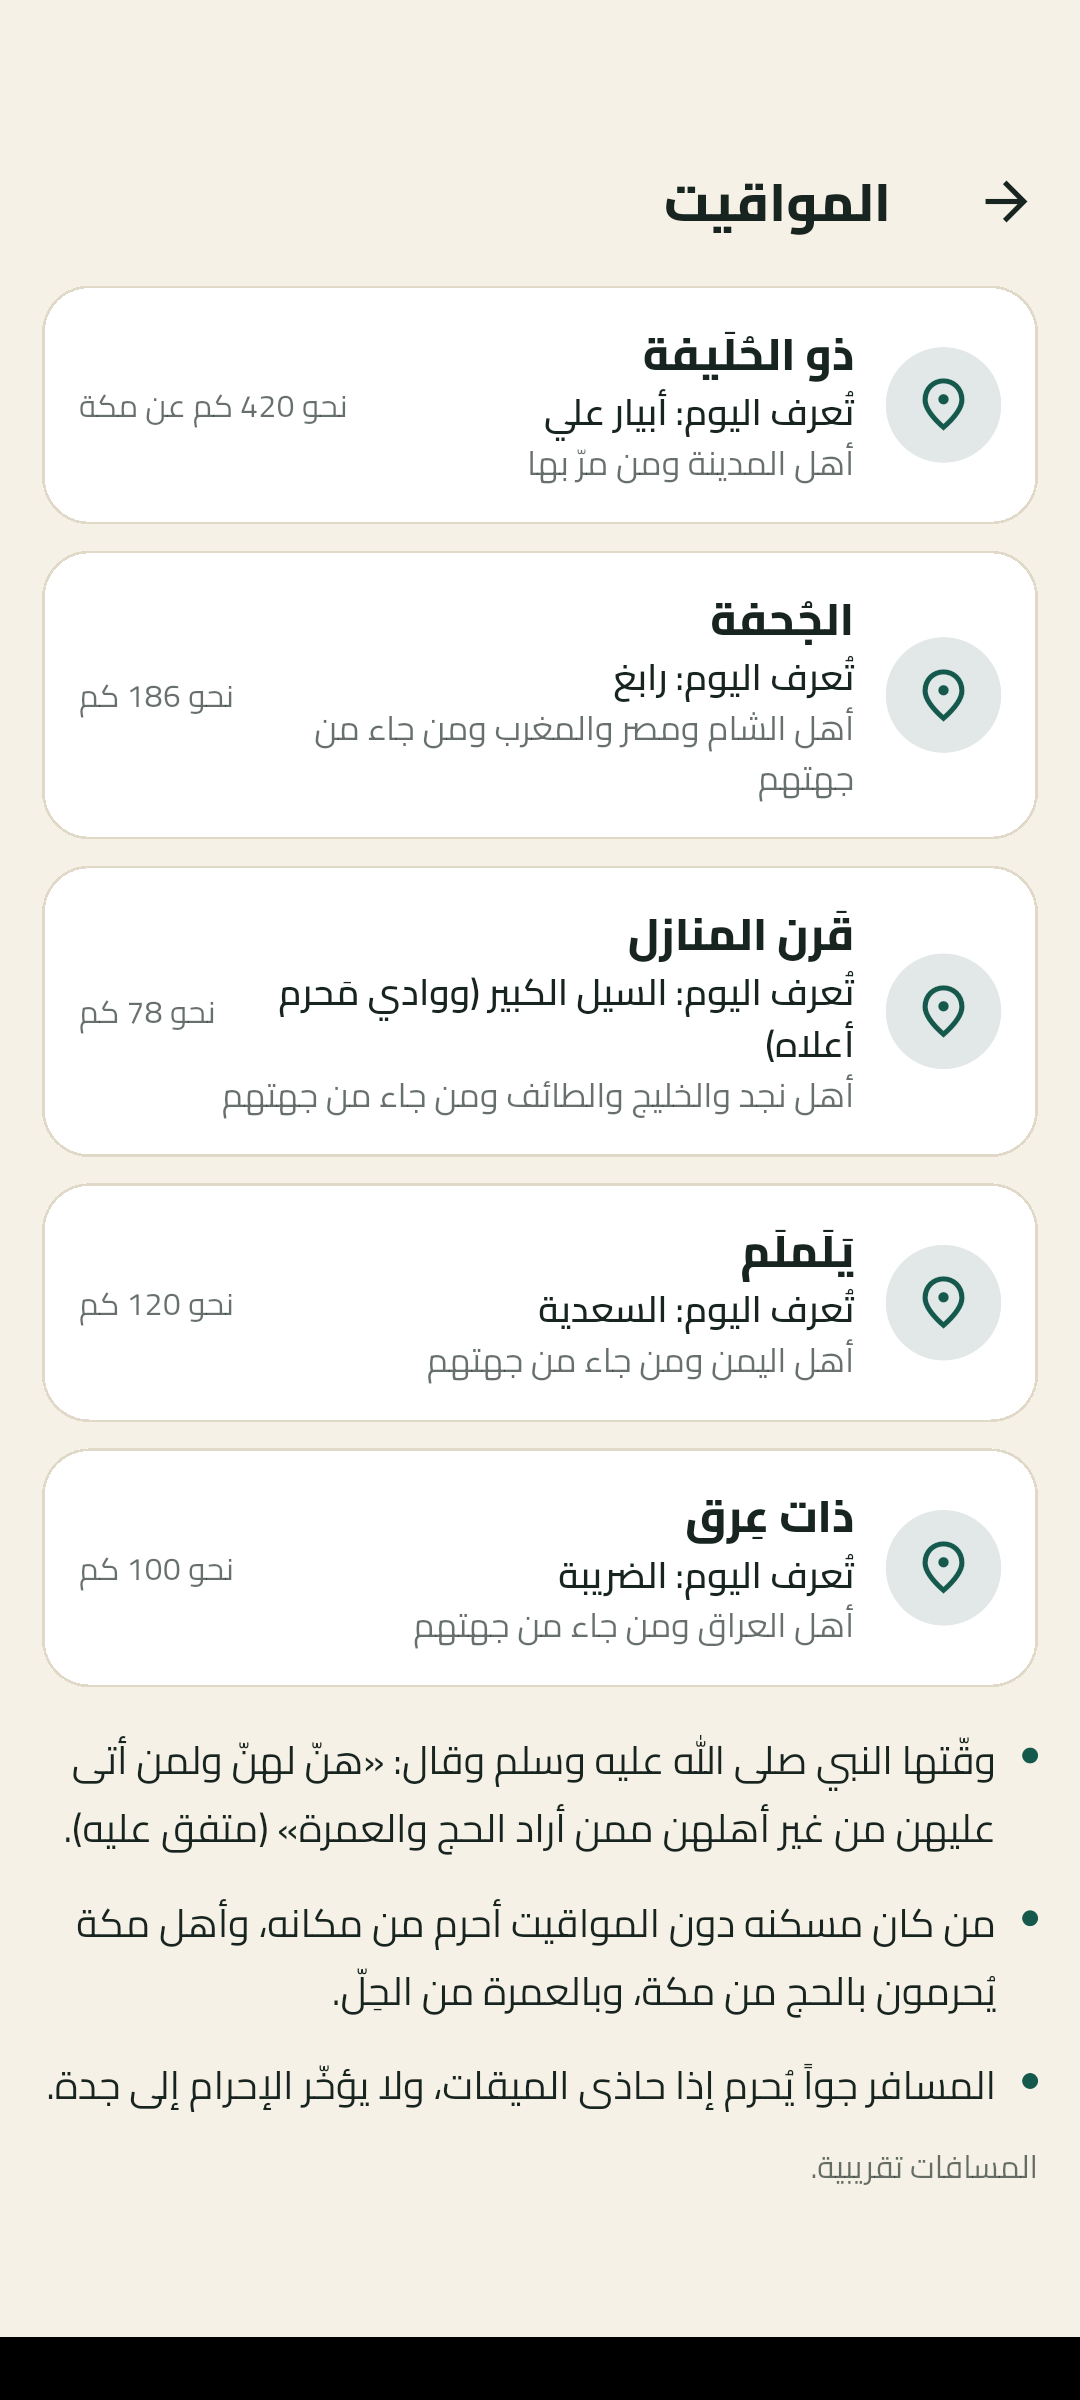 المواقيت
ذو الحُلَيفة
تُعرف اليوم: أبيار علي
أهل المدينة ومن مرّ بها
نحو 420 كم عن مكة
الجُحفة
تُعرف اليوم: رابغ
أهل الشام ومصر والمغرب ومن جاء من
جهتهم
نحو 186 كم
قَرن المنازل
تُعرف اليوم: السيل الكبير (ووادي مَحرم
أعلاه)
أهل نجد والخليج والطائف ومن جاء من جهتهم
نحو 78 كم
يَلَملَم
تُعرف اليوم: السعدية
أهل اليمن ومن جاء من جهتهم
نحو 120 كم
ذات عِرق
تُعرف اليوم: الضريبة
أهل العراق ومن جاء من جهتهم
نحو 100 كم
• وقّتها النبي صلى الله عليه وسلم وقال: «هنّ لهنّ ولمن أتى
عليهن من غير أهلهن ممن أراد الحج والعمرة» (متفق عليه).
• من كان مسكنه دون المواقيت أحرم من مكانه، وأهل مكة
يُحرمون بالحج من مكة، وبالعمرة من الحِلّ.
• المسافر جواً يُحرم إذا حاذى الميقات، ولا يؤخّر الإحرام إلى جدة.
المسافات تقريبية.